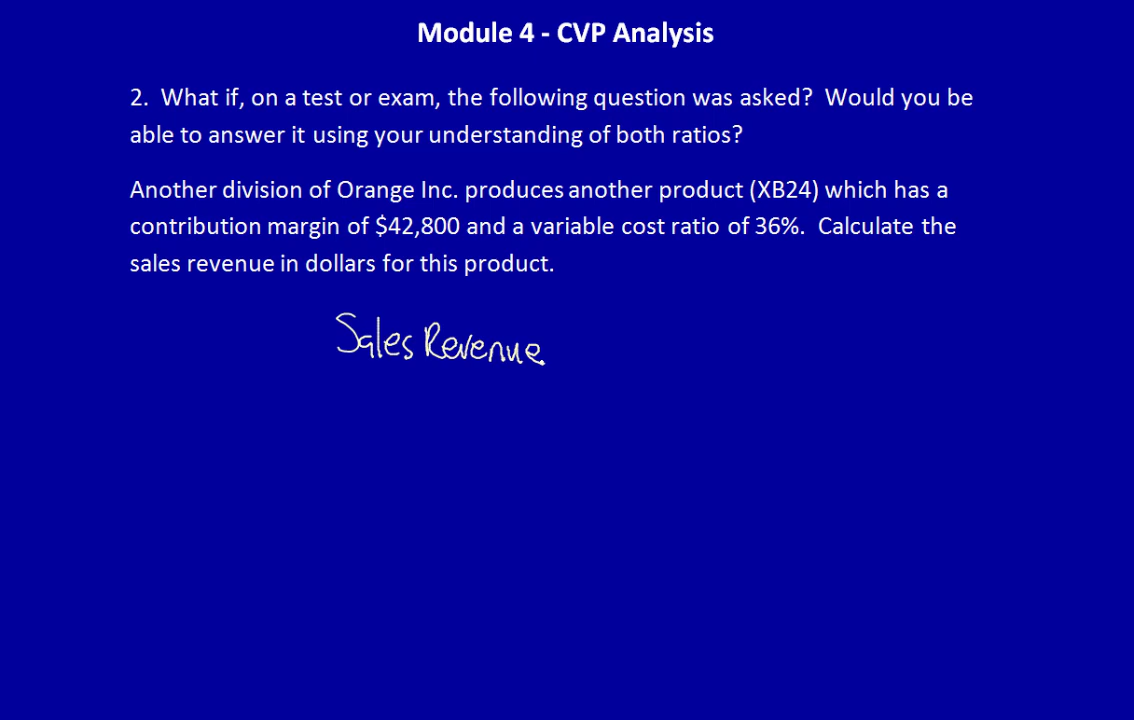 Module 4 - CVP Analysis
2. What if, on a test or exam, the following question was asked? Would you be
able to answer it using your understanding of both ratios?
Another division of Orange Inc. produces another product (XB24) which has a
contribution margin of $42,800 and a variable cost ratio of 36%. Calculate the
sales revenue in dollars for this product.
Sales Revenue